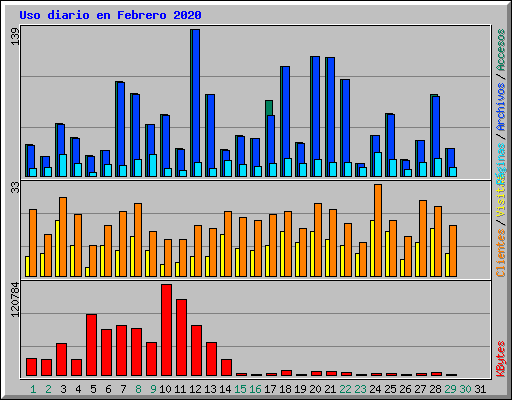 Uso diario en Febrero 2020
139
33
120784
Clientes / Visitas
Páginas / Archivos / Accesos
KBytes
1 2 3 4 5 6 7 8 9 10 11 12 13 14 15 16 17 18 19 20 21 22 23 24 25 26 27 28 29 30 31